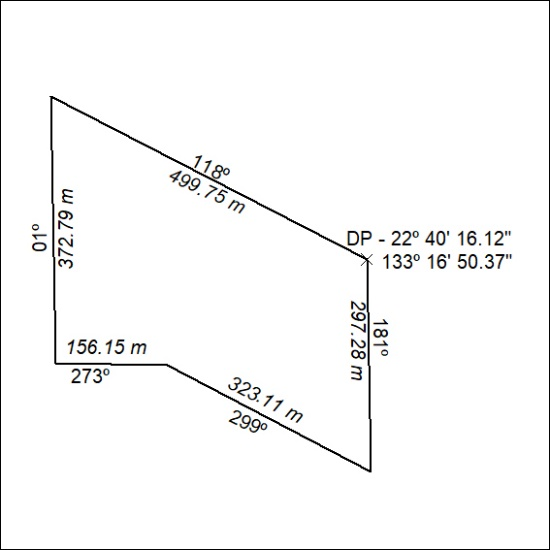 118º
499.75 m
DP - 22º 40' 16.12"
133º 16' 50.37"
01º
372.79 m
297.28 m
181º
156.15 m
273º
323.11 m
299º